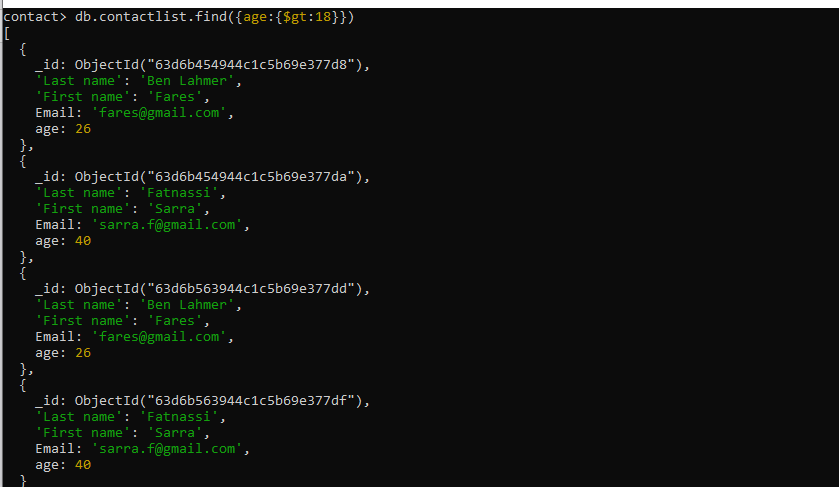 contact> db.contactlist.find({age:{$gt:18}})
[
  {
    _id: ObjectId("63d6b454944c1c5b69e377d8"),
    'Last name': 'Ben Lahmer',
    'First name': 'Fares',
    Email: 'fares@gmail.com',
    age: 26
  },
  {
    _id: ObjectId("63d6b454944c1c5b69e377da"),
    'Last name': 'Fatnassi',
    'First name': 'Sarra',
    Email: 'sarra.f@gmail.com',
    age: 40
  },
  {
    _id: ObjectId("63d6b563944c1c5b69e377dd"),
    'Last name': 'Ben Lahmer',
    'First name': 'Fares',
    Email: 'fares@gmail.com',
    age: 26
  },
  {
    _id: ObjectId("63d6b563944c1c5b69e377df"),
    'Last name': 'Fatnassi',
    'First name': 'Sarra',
    Email: 'sarra.f@gmail.com',
    age: 40
  }